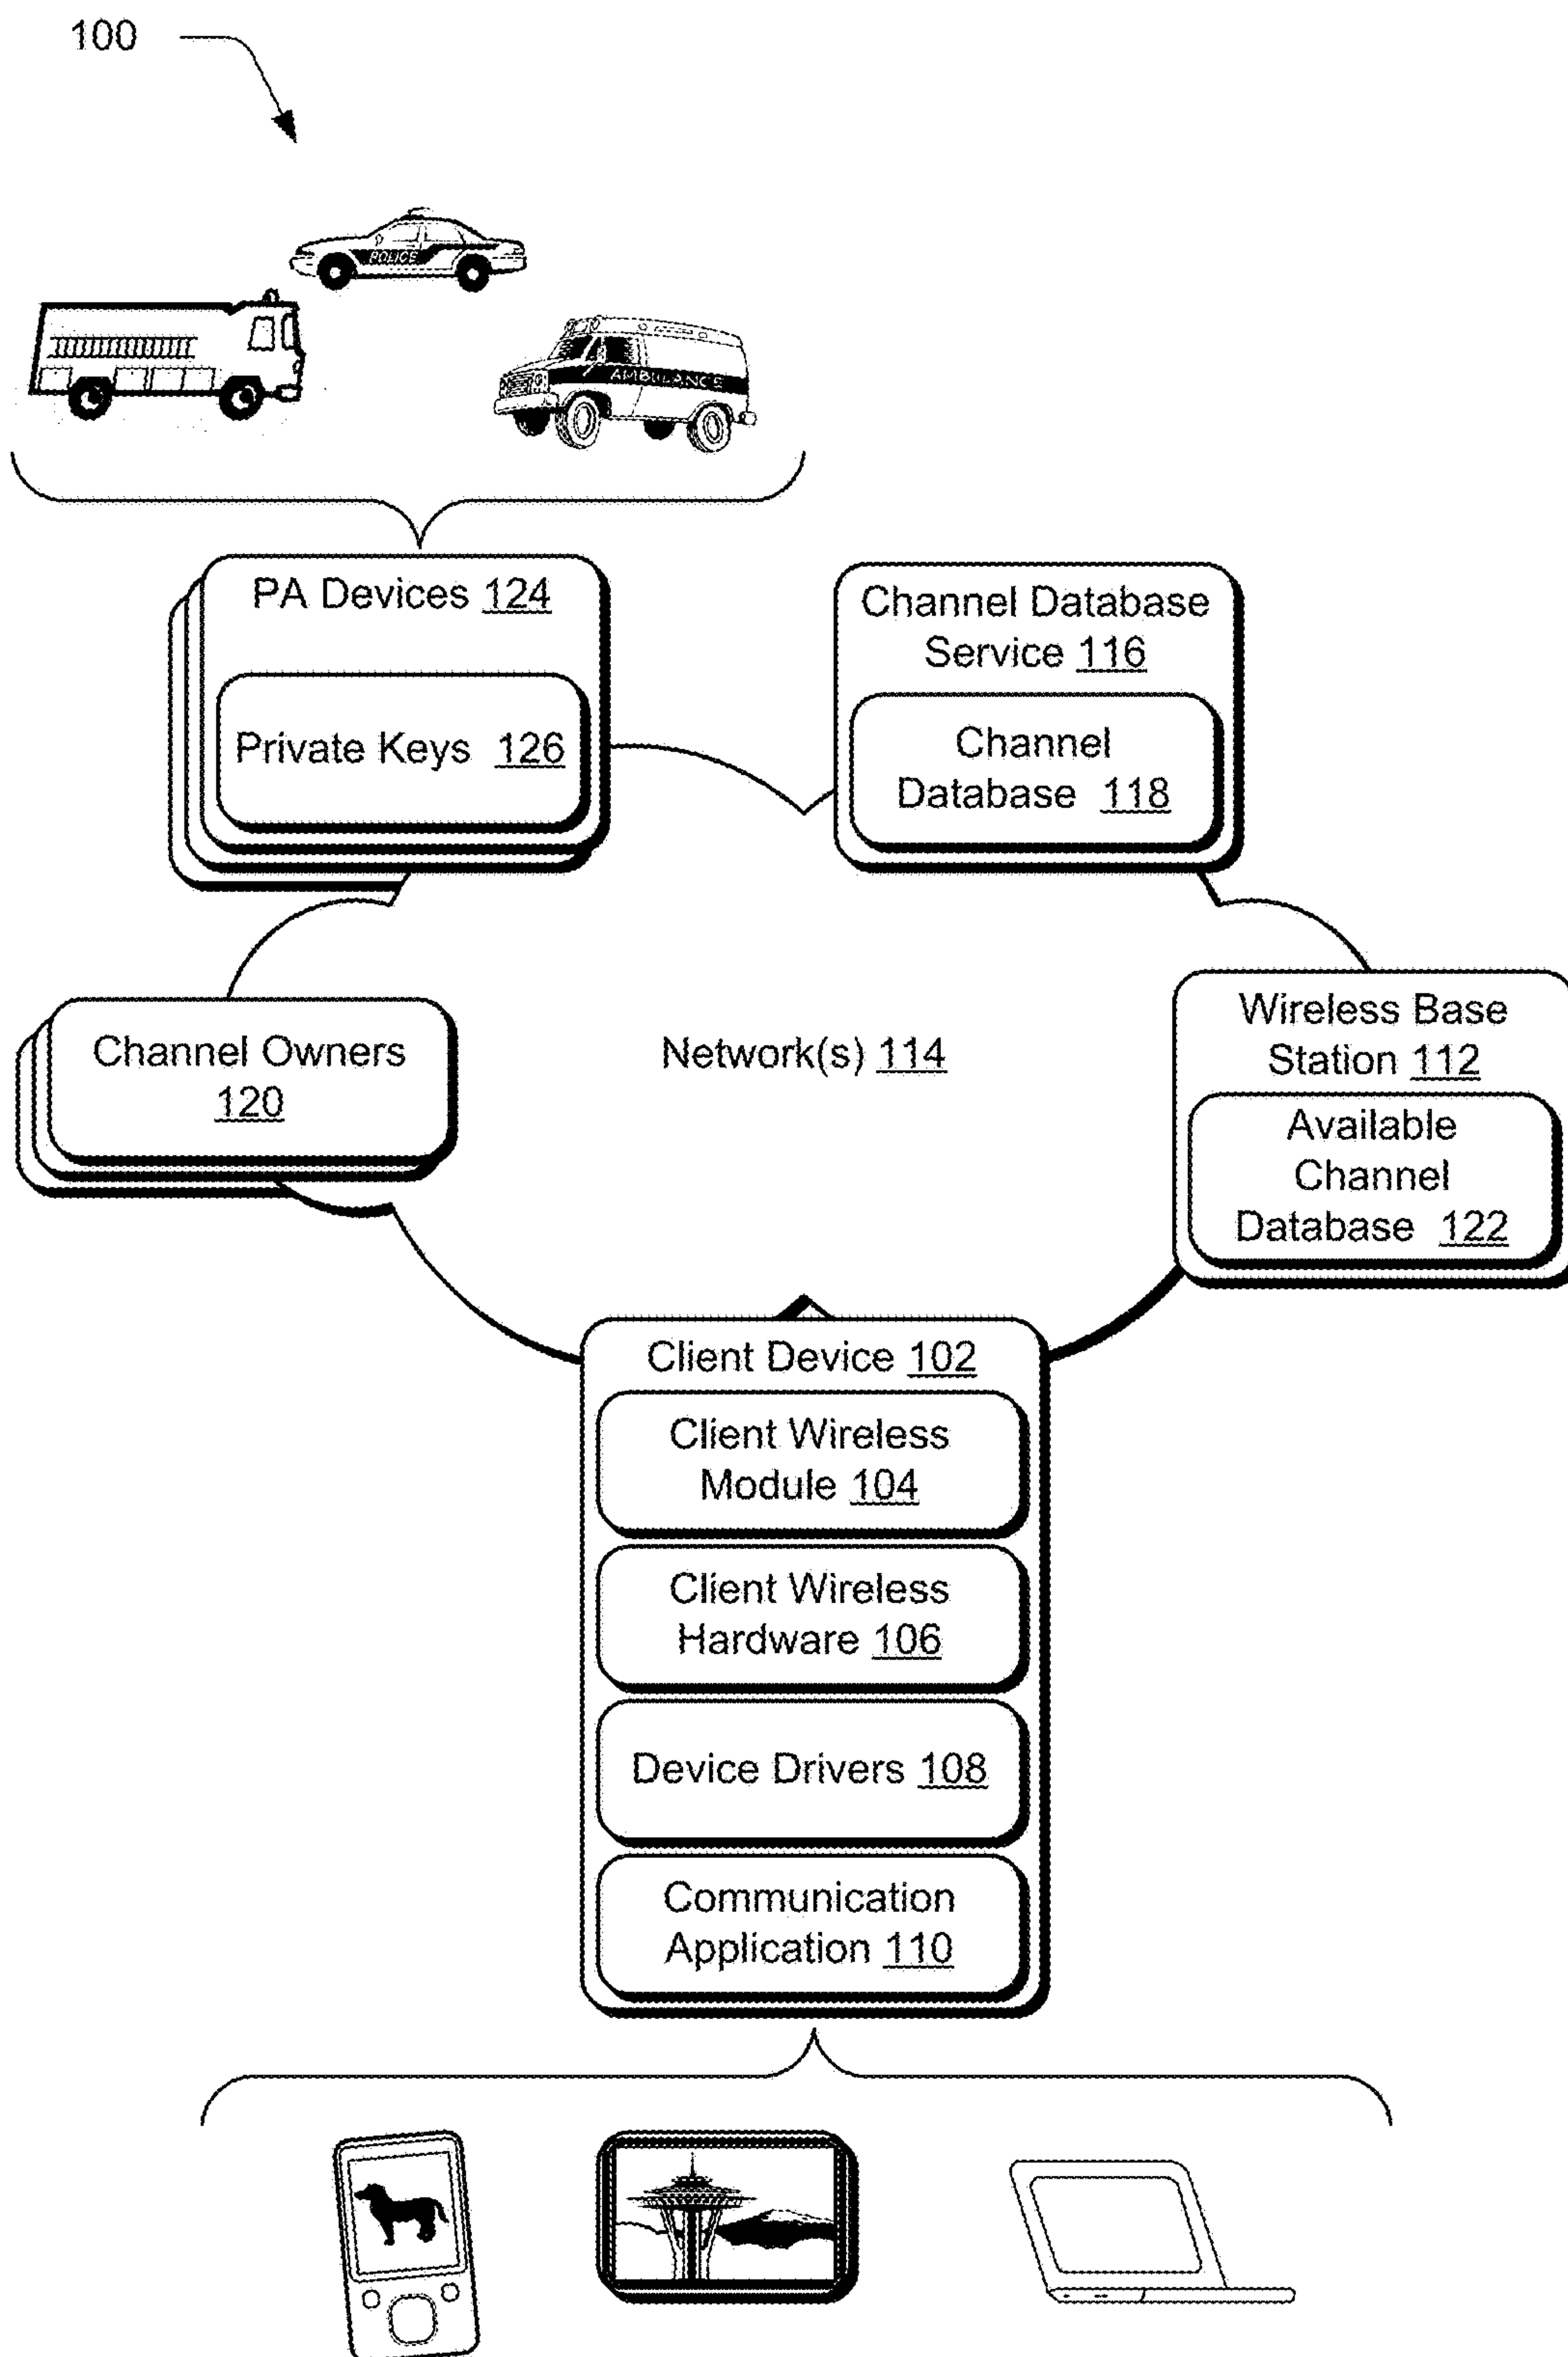 100
POLICE
AMBULANCE
PA Devices 124
Private Keys 126
Channel Database
Service 116
Channel
Database 118
Channel Owners
120
Network(s) 114
Wireless Base
Station 112
Available
Channel
Database 122
Client Device 102
Client Wireless
Module 104
Client Wireless
Hardware 106
Device Drivers 108
Communication
Application 110